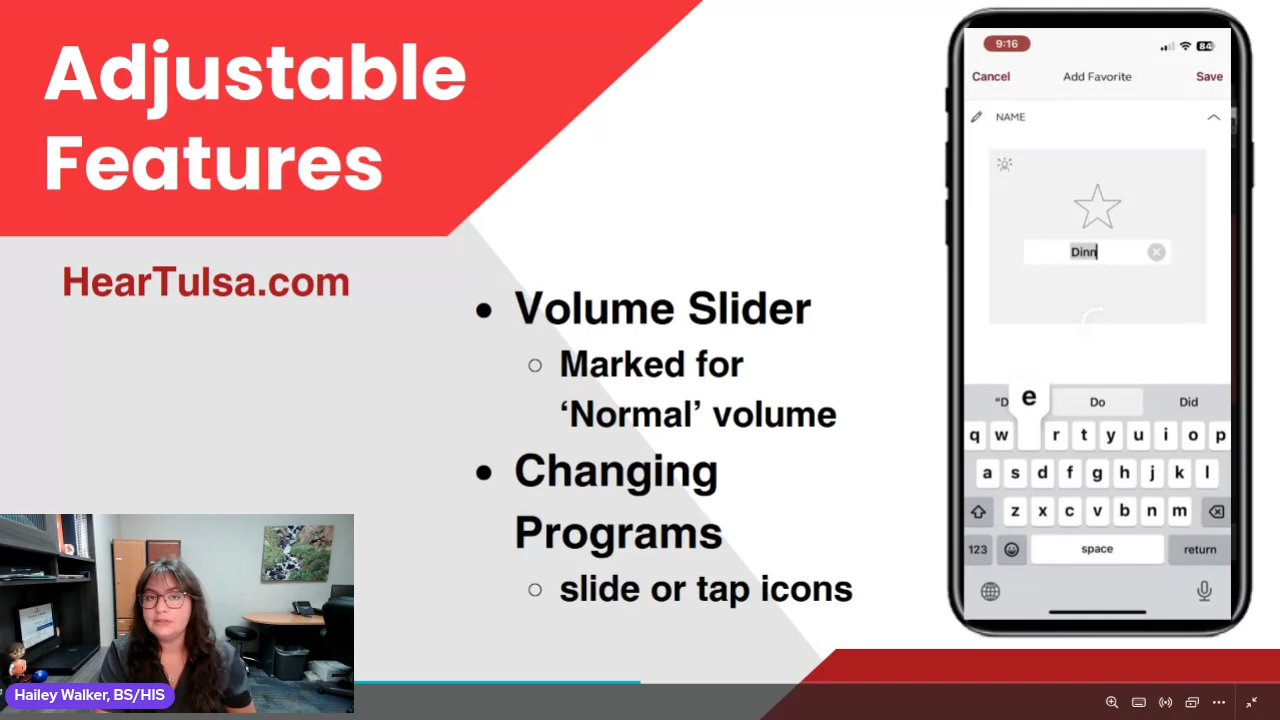 Adjustable
Features
HearTulsa.com
• Volume Slider
○ Marked for
‘Normal’ volume
• Changing
Programs
○ slide or tap icons
Hailey Walker, BS/HIS
9:16
84
Cancel Add Favorite Save
NAME
Dinn
"D e Do Did
q w r t y u i o p
a s d f g h j k l
z x c v b n m
123 space return